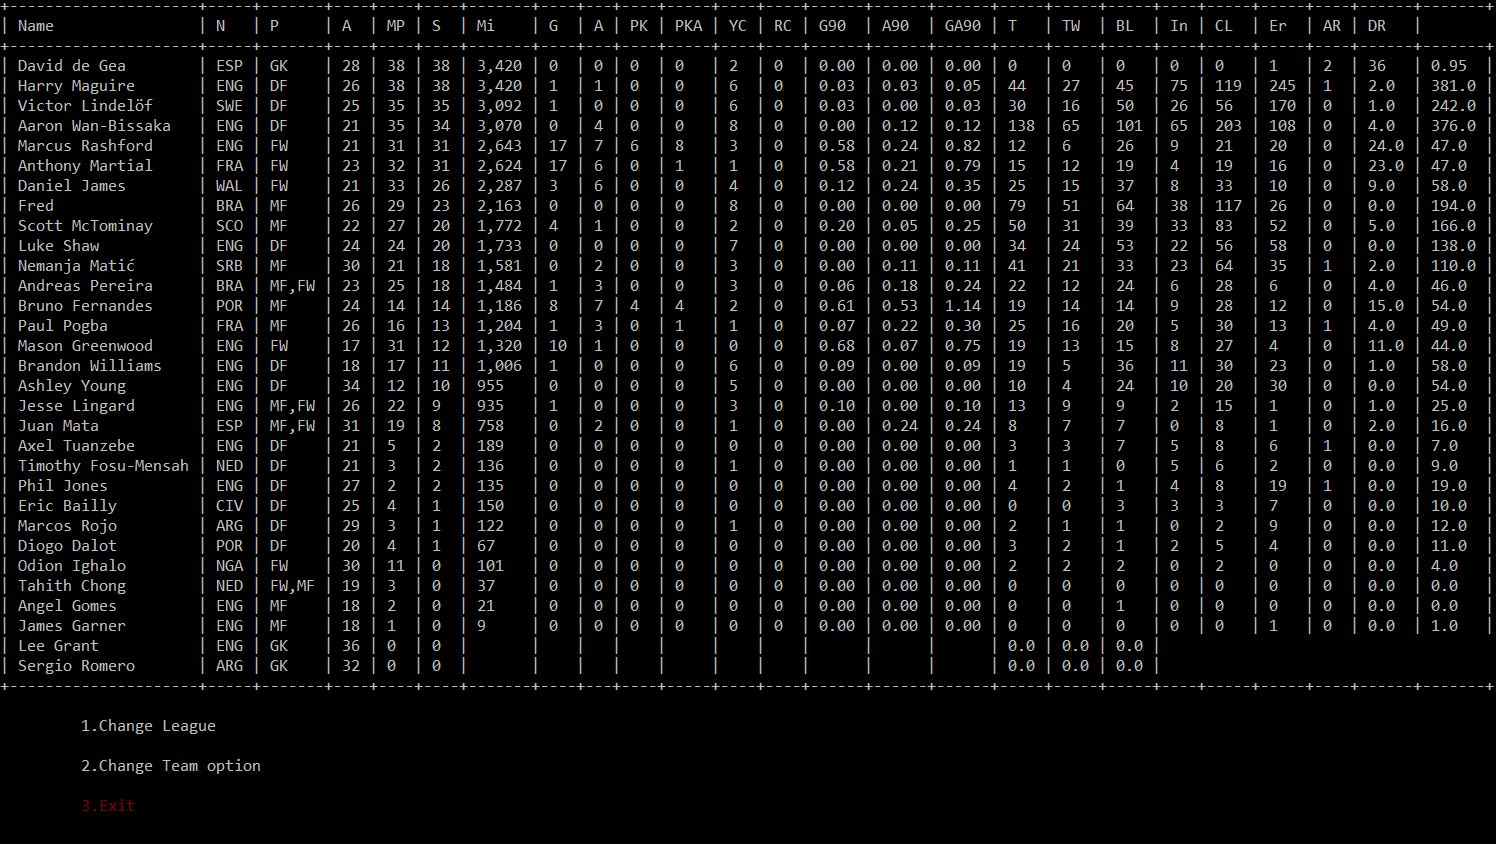 | Name | N | P | A | MP | S | Mi | G | A | PK | PKA | YC | RC | G90 | A90 | GA90 | T | TW | BL | In | CL | Er | AR | DR | |
| David de Gea | ESP | GK | 28 | 38 | 38 | 3,420 | 0 | 0 | 0 | 0 | 2 | 0 | 0.00 | 0.00 | 0.00 | 0 | 0 | 0 | 0 | 0 | 1 | 2 | 36 | 0.95 |
| Harry Maguire | ENG | DF | 26 | 38 | 38 | 3,420 | 1 | 1 | 0 | 0 | 6 | 0 | 0.03 | 0.03 | 0.05 | 44 | 27 | 45 | 75 | 119 | 245 | 1 | 2.0 | 381.0 |
| Victor Lindelöf | SWE | DF | 25 | 35 | 35 | 3,092 | 1 | 0 | 0 | 0 | 6 | 0 | 0.03 | 0.00 | 0.03 | 30 | 16 | 50 | 26 | 56 | 170 | 0 | 1.0 | 242.0 |
| Aaron Wan-Bissaka | ENG | DF | 21 | 35 | 34 | 3,070 | 0 | 4 | 0 | 0 | 8 | 0 | 0.00 | 0.12 | 0.12 | 138 | 65 | 101 | 65 | 203 | 108 | 0 | 4.0 | 376.0 |
| Marcus Rashford | ENG | FW | 21 | 31 | 31 | 2,643 | 17 | 7 | 6 | 8 | 3 | 0 | 0.58 | 0.24 | 0.82 | 12 | 6 | 26 | 9 | 21 | 20 | 0 | 24.0 | 47.0 |
| Anthony Martial | FRA | FW | 23 | 32 | 31 | 2,624 | 17 | 6 | 0 | 1 | 1 | 0 | 0.58 | 0.21 | 0.79 | 15 | 12 | 19 | 4 | 19 | 16 | 0 | 23.0 | 47.0 |
| Daniel James | WAL | FW | 21 | 33 | 26 | 2,287 | 3 | 6 | 0 | 0 | 4 | 0 | 0.12 | 0.24 | 0.35 | 25 | 15 | 37 | 8 | 33 | 10 | 0 | 9.0 | 58.0 |
| Fred | BRA | MF | 26 | 29 | 23 | 2,163 | 0 | 0 | 0 | 0 | 8 | 0 | 0.00 | 0.00 | 0.00 | 79 | 51 | 64 | 38 | 117 | 26 | 0 | 0.0 | 194.0 |
| Scott McTominay | SCO | MF | 22 | 27 | 20 | 1,772 | 4 | 1 | 0 | 0 | 2 | 0 | 0.20 | 0.05 | 0.25 | 50 | 31 | 39 | 33 | 83 | 52 | 0 | 5.0 | 166.0 |
| Luke Shaw | ENG | DF | 24 | 24 | 20 | 1,733 | 0 | 0 | 0 | 0 | 7 | 0 | 0.00 | 0.00 | 0.00 | 34 | 24 | 53 | 22 | 56 | 58 | 0 | 0.0 | 138.0 |
| Nemanja Matić | SRB | MF | 30 | 21 | 18 | 1,581 | 0 | 2 | 0 | 0 | 3 | 0 | 0.00 | 0.11 | 0.11 | 41 | 21 | 33 | 23 | 64 | 35 | 1 | 2.0 | 110.0 |
| Andreas Pereira | BRA | MF,FW | 23 | 25 | 18 | 1,484 | 1 | 3 | 0 | 0 | 3 | 0 | 0.06 | 0.18 | 0.24 | 22 | 12 | 24 | 6 | 28 | 6 | 0 | 4.0 | 46.0 |
| Bruno Fernandes | POR | MF | 24 | 14 | 14 | 1,186 | 8 | 7 | 4 | 4 | 2 | 0 | 0.61 | 0.53 | 1.14 | 19 | 14 | 14 | 9 | 28 | 12 | 0 | 15.0 | 54.0 |
| Paul Pogba | FRA | MF | 26 | 16 | 13 | 1,204 | 1 | 3 | 0 | 1 | 1 | 0 | 0.07 | 0.22 | 0.30 | 25 | 16 | 20 | 5 | 30 | 13 | 1 | 4.0 | 49.0 |
| Mason Greenwood | ENG | FW | 17 | 31 | 12 | 1,320 | 10 | 1 | 0 | 0 | 0 | 0 | 0.68 | 0.07 | 0.75 | 19 | 13 | 15 | 8 | 27 | 4 | 0 | 11.0 | 44.0 |
| Brandon Williams | ENG | DF | 18 | 17 | 11 | 1,006 | 1 | 0 | 0 | 0 | 6 | 0 | 0.09 | 0.00 | 0.09 | 19 | 5 | 36 | 11 | 30 | 23 | 0 | 1.0 | 58.0 |
| Ashley Young | ENG | DF | 34 | 12 | 10 | 955 | 0 | 0 | 0 | 0 | 5 | 0 | 0.00 | 0.00 | 0.00 | 10 | 4 | 24 | 10 | 20 | 30 | 0 | 0.0 | 54.0 |
| Jesse Lingard | ENG | MF,FW | 26 | 22 | 9 | 935 | 1 | 0 | 0 | 0 | 3 | 0 | 0.10 | 0.00 | 0.10 | 13 | 9 | 9 | 2 | 15 | 1 | 0 | 1.0 | 25.0 |
| Juan Mata | ESP | MF,FW | 31 | 19 | 8 | 758 | 0 | 2 | 0 | 0 | 1 | 0 | 0.00 | 0.24 | 0.24 | 8 | 7 | 7 | 0 | 8 | 1 | 0 | 2.0 | 16.0 |
| Axel Tuanzebe | ENG | DF | 21 | 5 | 2 | 189 | 0 | 0 | 0 | 0 | 0 | 0 | 0.00 | 0.00 | 0.00 | 3 | 3 | 7 | 5 | 8 | 6 | 1 | 0.0 | 7.0 |
| Timothy Fosu-Mensah | NED | DF | 21 | 3 | 2 | 136 | 0 | 0 | 0 | 0 | 1 | 0 | 0.00 | 0.00 | 0.00 | 1 | 1 | 0 | 5 | 6 | 2 | 0 | 0.0 | 9.0 |
| Phil Jones | ENG | DF | 27 | 2 | 2 | 135 | 0 | 0 | 0 | 0 | 0 | 0 | 0.00 | 0.00 | 0.00 | 4 | 2 | 1 | 4 | 8 | 19 | 1 | 0.0 | 19.0 |
| Eric Bailly | CIV | DF | 25 | 4 | 1 | 150 | 0 | 0 | 0 | 0 | 0 | 0 | 0.00 | 0.00 | 0.00 | 0 | 0 | 3 | 3 | 3 | 7 | 0 | 0.0 | 10.0 |
| Marcos Rojo | ARG | DF | 29 | 3 | 1 | 122 | 0 | 0 | 0 | 0 | 1 | 0 | 0.00 | 0.00 | 0.00 | 2 | 1 | 1 | 0 | 2 | 9 | 0 | 0.0 | 12.0 |
| Diogo Dalot | POR | DF | 20 | 4 | 1 | 67 | 0 | 0 | 0 | 0 | 0 | 0 | 0.00 | 0.00 | 0.00 | 3 | 2 | 1 | 2 | 5 | 4 | 0 | 0.0 | 11.0 |
| Odion Ighalo | NGA | FW | 30 | 11 | 0 | 101 | 0 | 0 | 0 | 0 | 0 | 0 | 0.00 | 0.00 | 0.00 | 2 | 2 | 2 | 0 | 2 | 0 | 0 | 0.0 | 4.0 |
| Tahith Chong | NED | FW,MF | 19 | 3 | 0 | 37 | 0 | 0 | 0 | 0 | 0 | 0 | 0.00 | 0.00 | 0.00 | 0 | 0 | 0 | 0 | 0 | 0 | 0 | 0.0 | 0.0 |
| Angel Gomes | ENG | MF | 18 | 2 | 0 | 21 | 0 | 0 | 0 | 0 | 0 | 0 | 0.00 | 0.00 | 0.00 | 0 | 0 | 1 | 0 | 0 | 0 | 0 | 0.0 | 0.0 |
| James Garner | ENG | MF | 18 | 1 | 0 | 9 | 0 | 0 | 0 | 0 | 0 | 0 | 0.00 | 0.00 | 0.00 | 0 | 0 | 0 | 0 | 0 | 1 | 0 | 0.0 | 1.0 |
| Lee Grant | ENG | GK | 36 | 0 | 0 | | | | | | | | | | | 0.0 | 0.0 | 0.0 |
| Sergio Romero | ARG | GK | 32 | 0 | 0 | | | | | | | | | | | 0.0 | 0.0 | 0.0 |
1.Change League
2.Change Team option
3.Exit